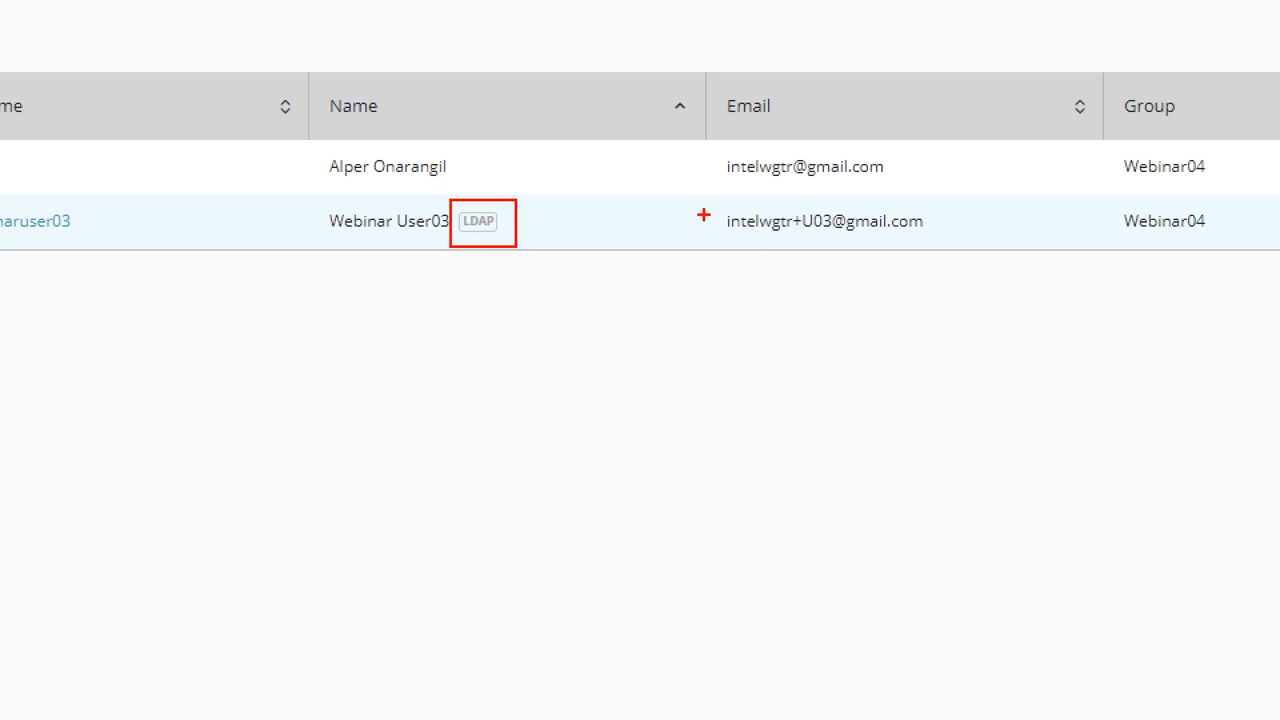 me Name Email Group
Alper Onarangil intelwgtr@gmail.com Webinar04
naruser03 Webinar User03 LDAP intelwgtr+U03@gmail.com Webinar04